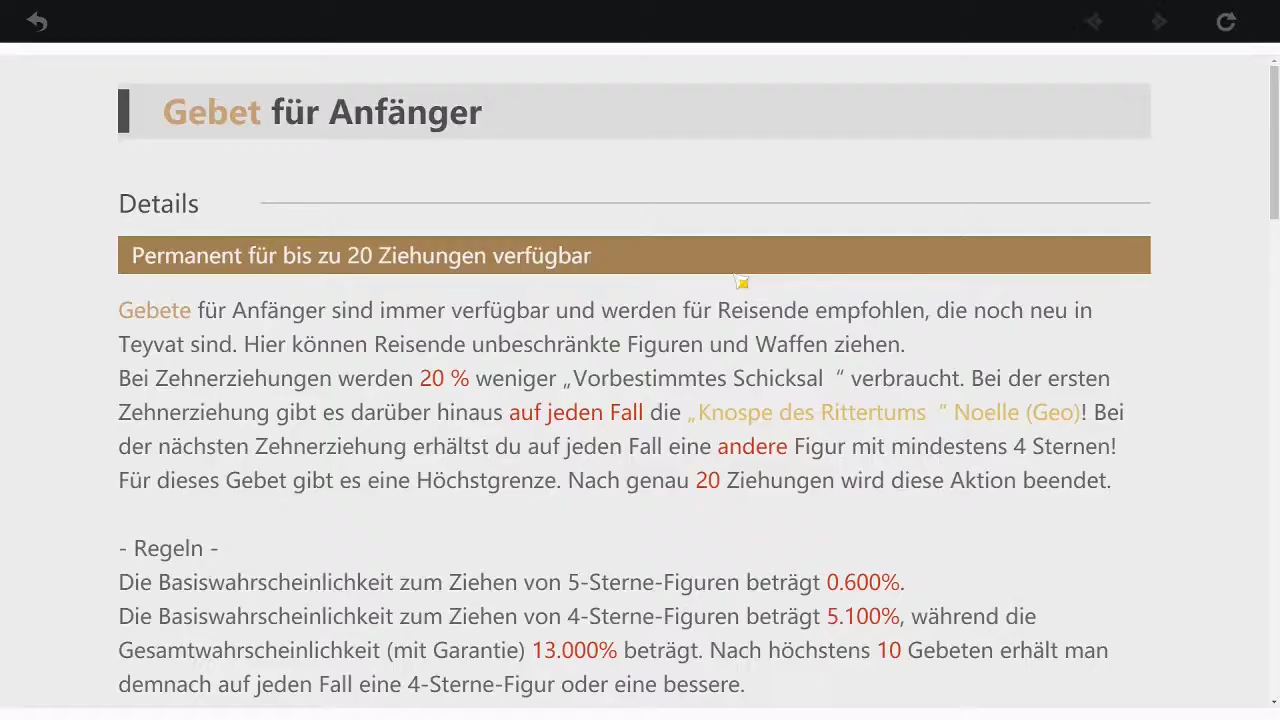 Gebet für Anfänger
Details
Permanent für bis zu 20 Ziehungen verfügbar
Gebete für Anfänger sind immer verfügbar und werden für Reisende empfohlen, die noch neu in
Teyvat sind. Hier können Reisende unbeschränkte Figuren und Waffen ziehen.
Bei Zehnerziehungen werden 20 % weniger „Vorbestimmtes Schicksal “ verbraucht. Bei der ersten
Zehnerziehung gibt es darüber hinaus auf jeden Fall die „Knospe des Rittertums “ Noelle (Geo)! Bei
der nächsten Zehnerziehung erhältst du auf jeden Fall eine andere Figur mit mindestens 4 Sternen!
Für dieses Gebet gibt es eine Höchstgrenze. Nach genau 20 Ziehungen wird diese Aktion beendet.
- Regeln -
Die Basiswahrscheinlichkeit zum Ziehen von 5-Sterne-Figuren beträgt 0.600%.
Die Basiswahrscheinlichkeit zum Ziehen von 4-Sterne-Figuren beträgt 5.100%, während die
Gesamtwahrscheinlichkeit (mit Garantie) 13.000% beträgt. Nach höchstens 10 Gebeten erhält man
demnach auf jeden Fall eine 4-Sterne-Figur oder eine bessere.